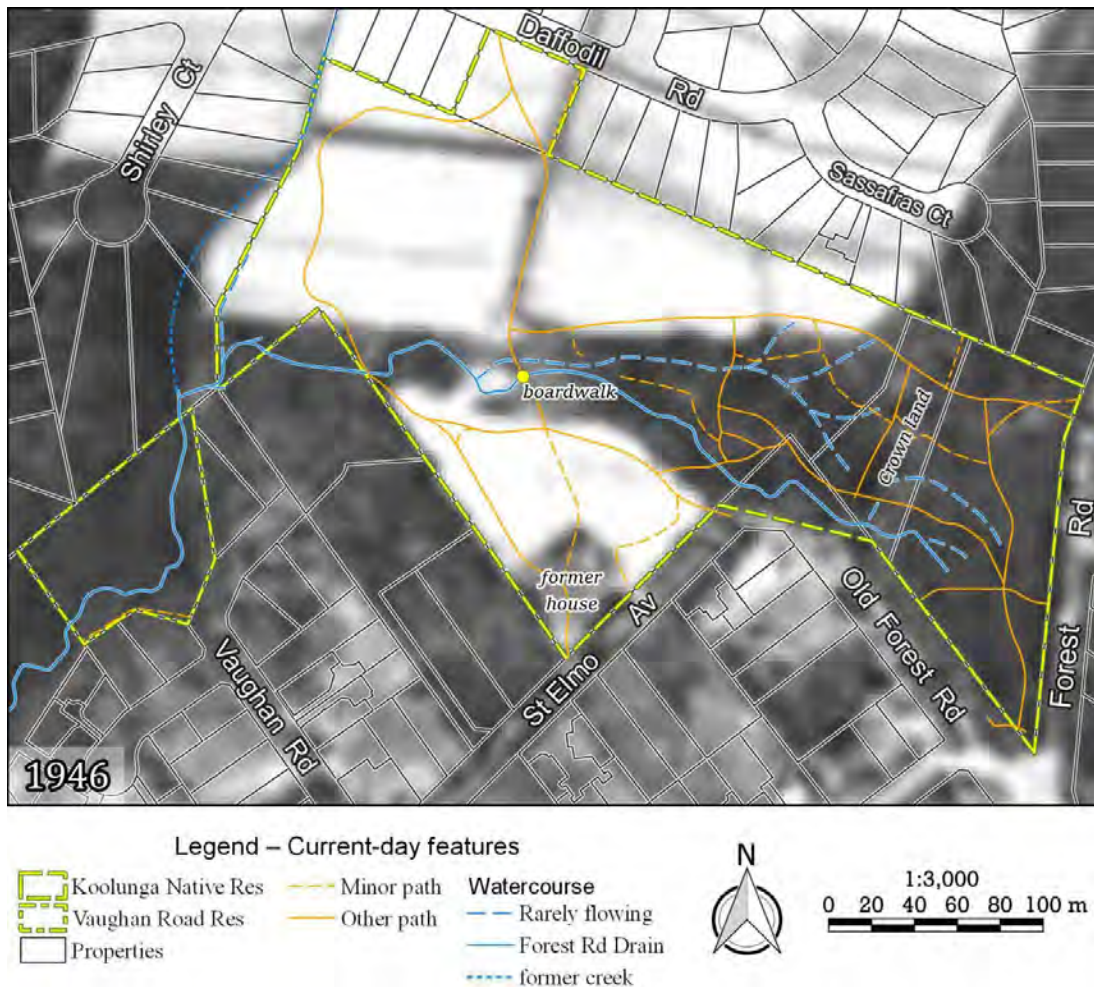 Daffodil
Rd
Shirley Ct
Sassafras Ct
boardwalk
Crown land
former
house
St Elmo Av
Old Forest Rd
Forest Rd
Vaughan Rd
1946
Legend – Current-day features
Koolunga Native Res
Vaughan Road Res
Properties
Minor path
Other path
Watercourse
Rarely flowing
Forest Rd Drain
former creek
N
1:3,000
0 20 40 60 80 100 m